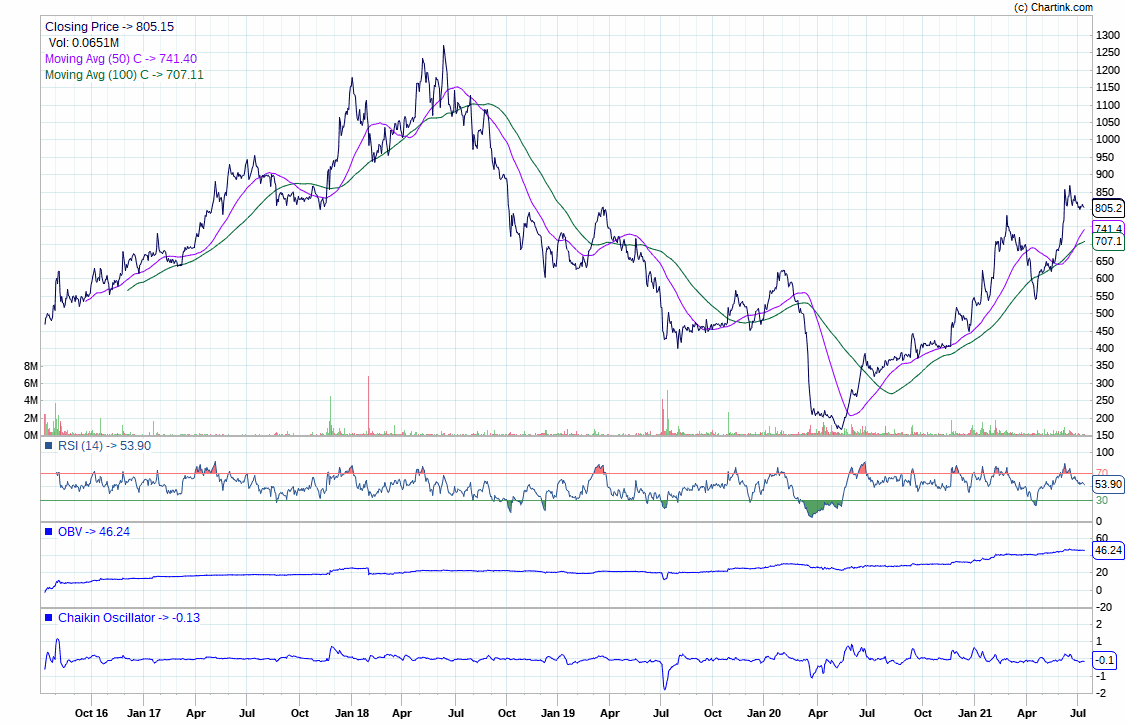 (c) Chartink.com
Closing Price -> 805.15
Vol: 0.0651M
Moving Avg (50) C -> 741.40
Moving Avg (100) C -> 707.11
1300
1250
1200
1150
1100
1050
1000
950
900
850
805.2
741.4
707.1
650
600
550
500
450
400
350
300
250
200
150
8M
6M
4M
2M
0M
RSI (14) -> 53.90
100
70
53.90
30
0
OBV -> 46.24
60
46.24
20
0
-20
Chaikin Oscillator -> -0.13
2
1
-0.1
-1
-2
Oct 16 Jan 17 Apr Jul Oct Jan 18 Apr Jul Oct Jan 19 Apr Jul Oct Jan 20 Apr Jul Oct Jan 21 Apr Jul